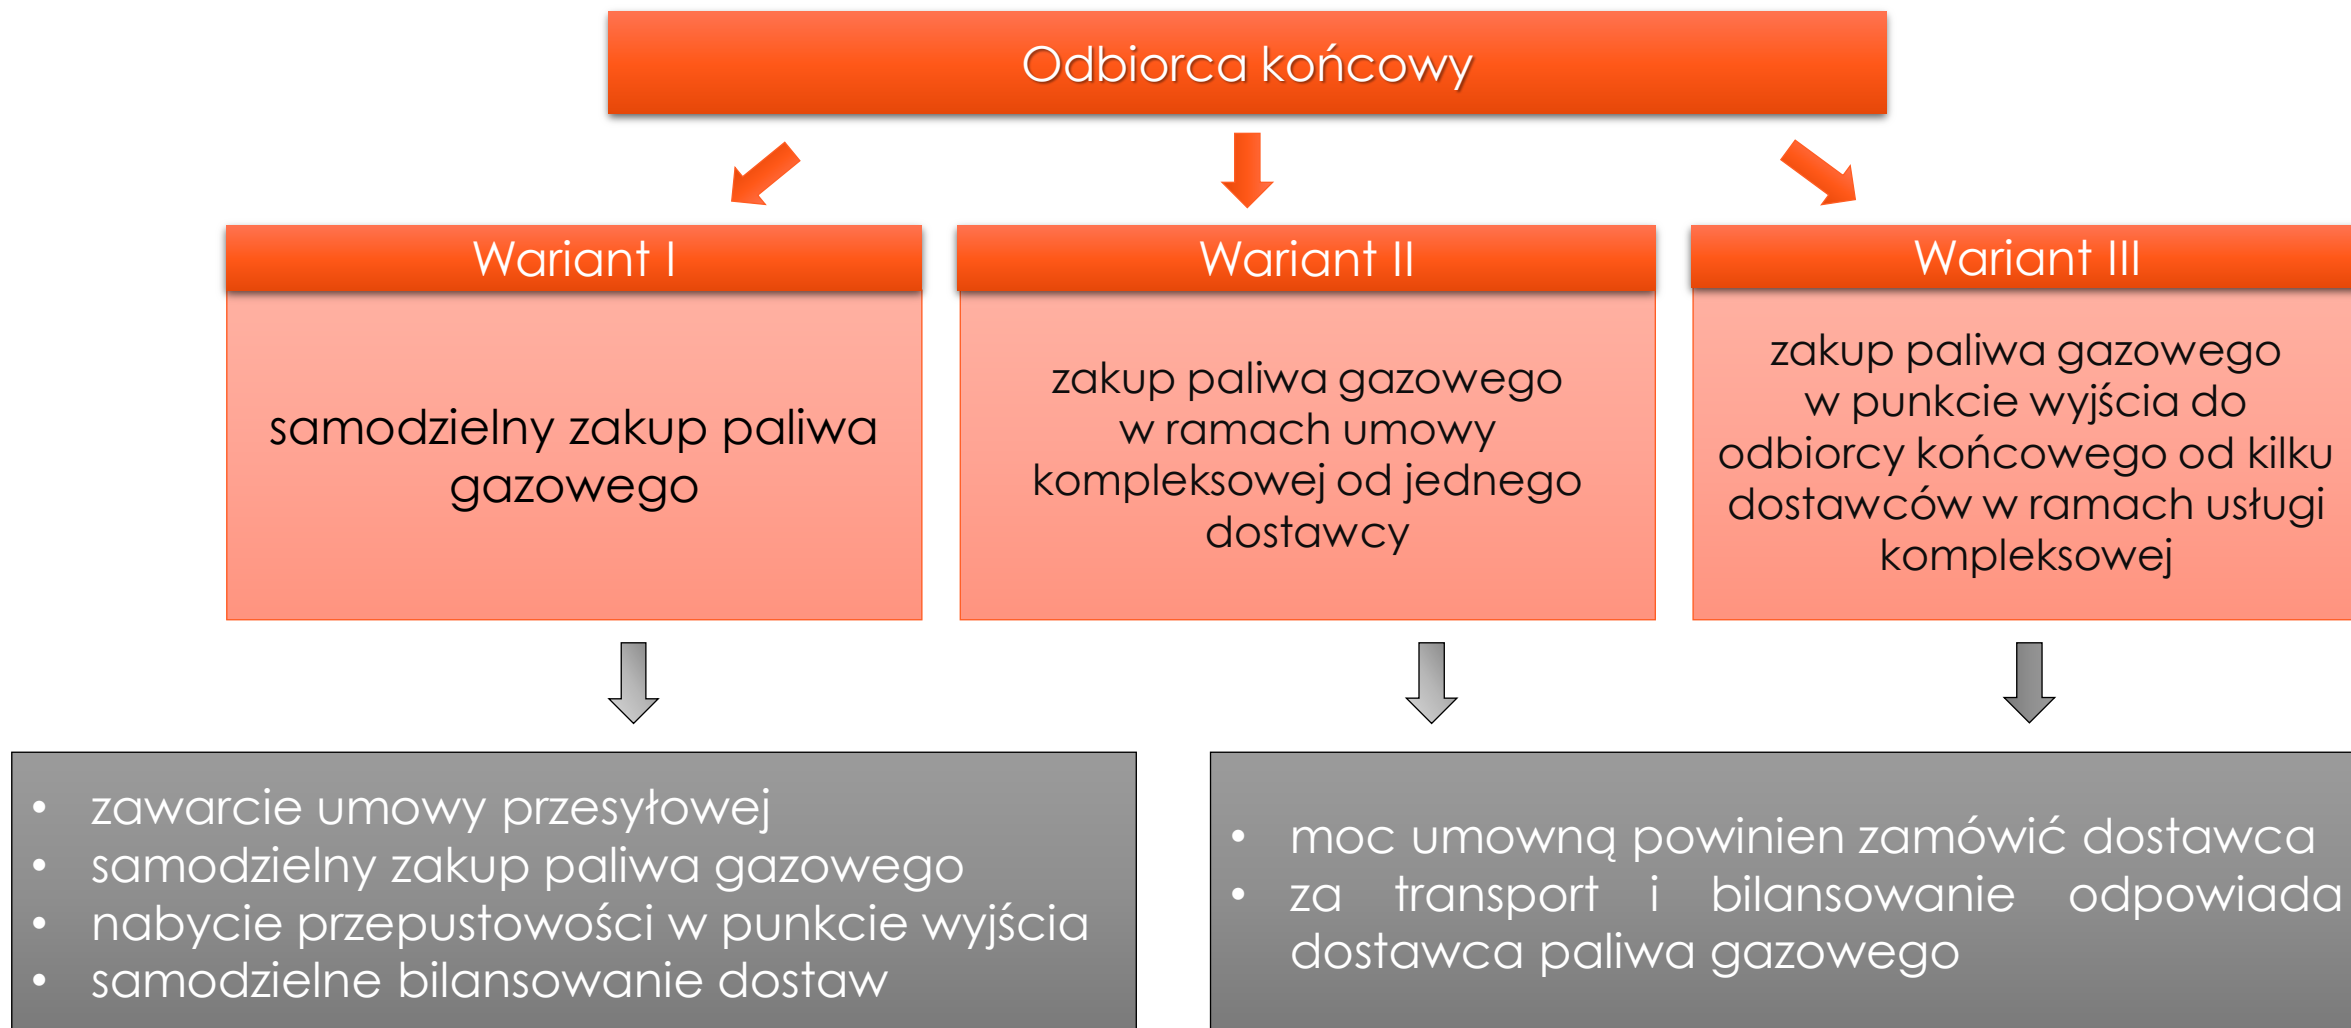 Odbiorca końcowy
Wariant I
samodzielny zakup paliwa
gazowego
Wariant II
zakup paliwa gazowego
w ramach umowy
kompleksowej od jednego
dostawcy
Wariant III
zakup paliwa gazowego
w punkcie wyjścia do
odbiorcy końcowego od kilku
dostawców w ramach usługi
kompleksowej
• zawarcie umowy przesyłowej
• samodzielny zakup paliwa gazowego
• nabycie przepustowości w punkcie wyjścia
• samodzielne bilansowanie dostaw
• moc umowną powinien zamówić dostawca
• za transport i bilansowanie odpowiada
dostawca paliwa gazowego